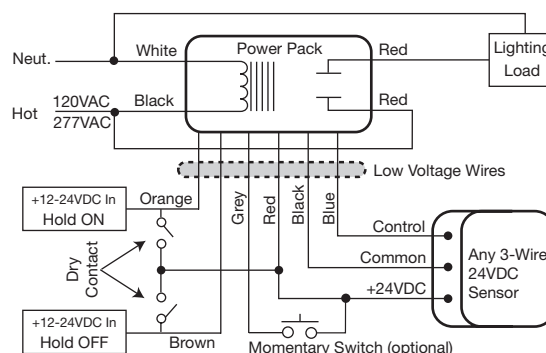 Neut.
White
Power Pack
Red
Lighting
Load
Hot
120VAC
277VAC
Black
Red
Low Voltage Wires
+12-24VDC In
Hold ON
Orange
Grey
Red
Black
Blue
Dry
Contact
Control
Common
+24VDC
Any 3-Wire
24VDC
Sensor
+12-24VDC In
Hold OFF
Brown
Momentary Switch (optional)